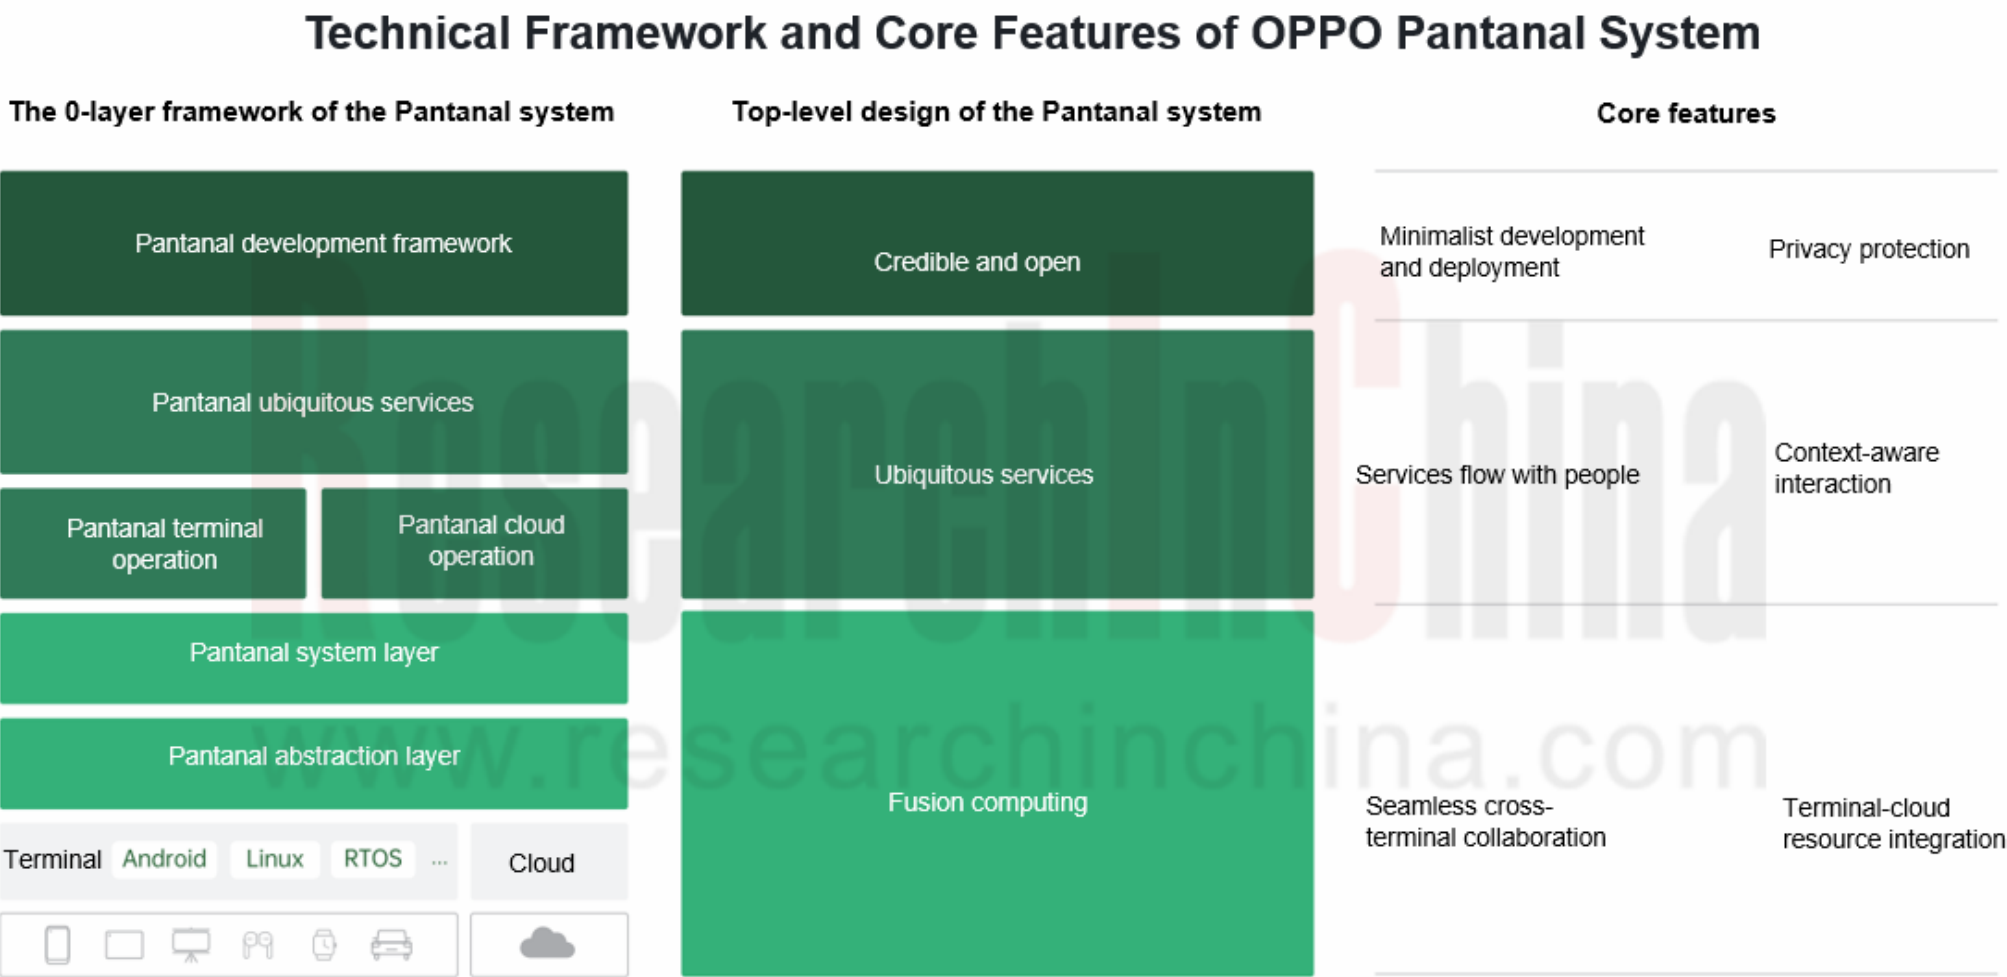 Technical Framework and Core Features of OPPO Pantanal System
The 0-layer framework of the Pantanal system
Pantanal development framework
Pantanal ubiquitous services
Pantanal terminal
operation
Pantanal cloud
operation
Pantanal system layer
Pantanal abstraction layer
Terminal Android Linux RTOS ...
Cloud
Top-level design of the Pantanal system
Credible and open
Ubiquitous services
Fusion computing
Core features
Minimalist development
and deployment
Privacy protection
Services flow with people
Context-aware
interaction
Seamless cross-
terminal collaboration
Terminal-cloud
resource integration
ResearchInChina
www.researchinchina.com